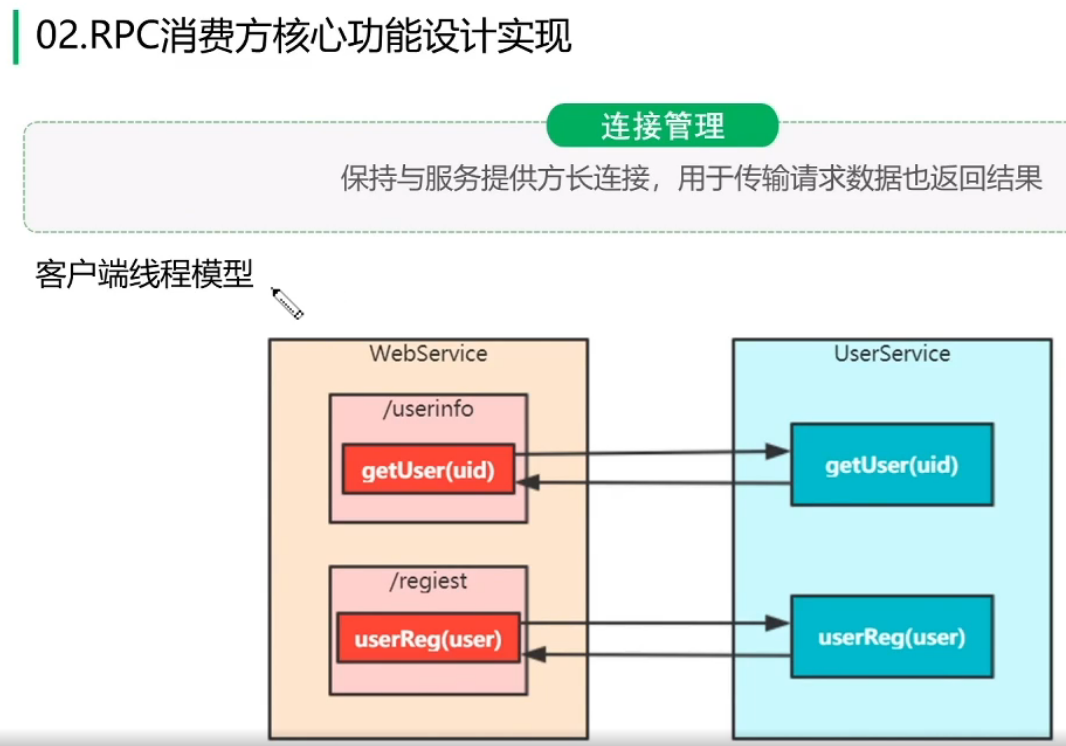 02.RPC消费方核心功能设计实现
连接管理
保持与服务提供方长连接，用于传输请求数据也返回结果
客户端线程模型
WebService
/userinfo
getUser(uid)
/regiest
userReg(user)
UserService
getUser(uid)
userReg(user)